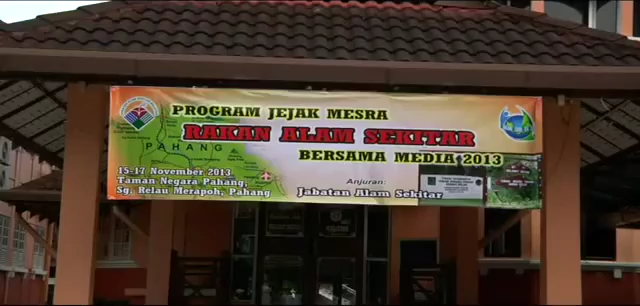 PROGRAM JEJAK MESRA
RAKAN ALAM SEKITAR
BERSAMA MEDIA 2013
PAHANG
15-17 November 2013
Taman Negara Pahang,
Sg. Relau Merapoh, Pahang
Anjuran:
Jabatan Alam Sekitar